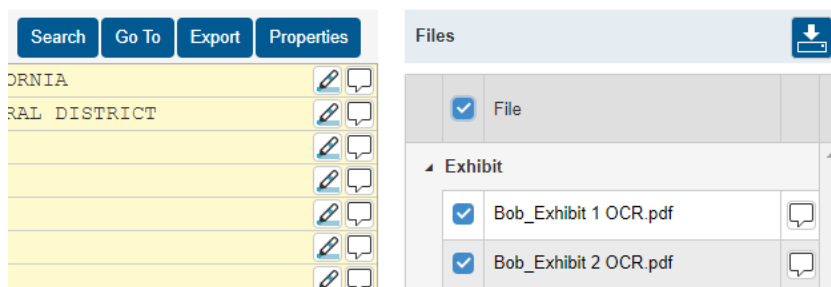 Search Go To Export Properties
ORNIA
RAL DISTRICT
Files
File
Exhibit
Bob_Exhibit 1 OCR.pdf
Bob_Exhibit 2 OCR.pdf